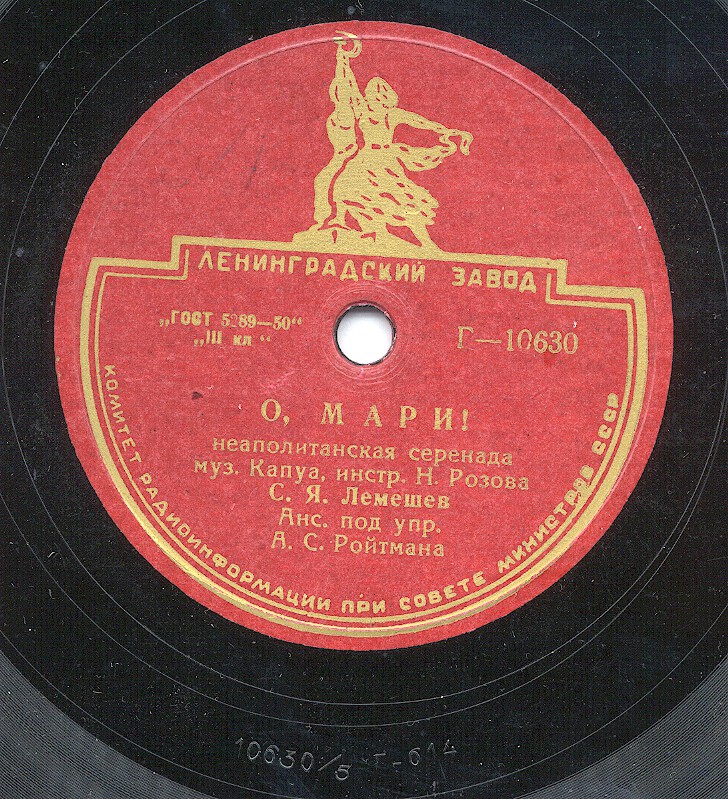 ЛЕНИНГРАДСКИЙ ЗАВОД
„ГОСТ 5289—50“
„III кл “
Г—10630
О, МАРИ!
неаполитанская серенада
муз. Капуа, инстр. Н. Розова
С. Я. Лемешев
Анс. под упр.
А. С. Ройтмана
КОМИТЕТ РАДИОИНФОРМАЦИИ ПРИ СОВЕТЕ МИНИСТРОВ СССР
10630/5 Г-614